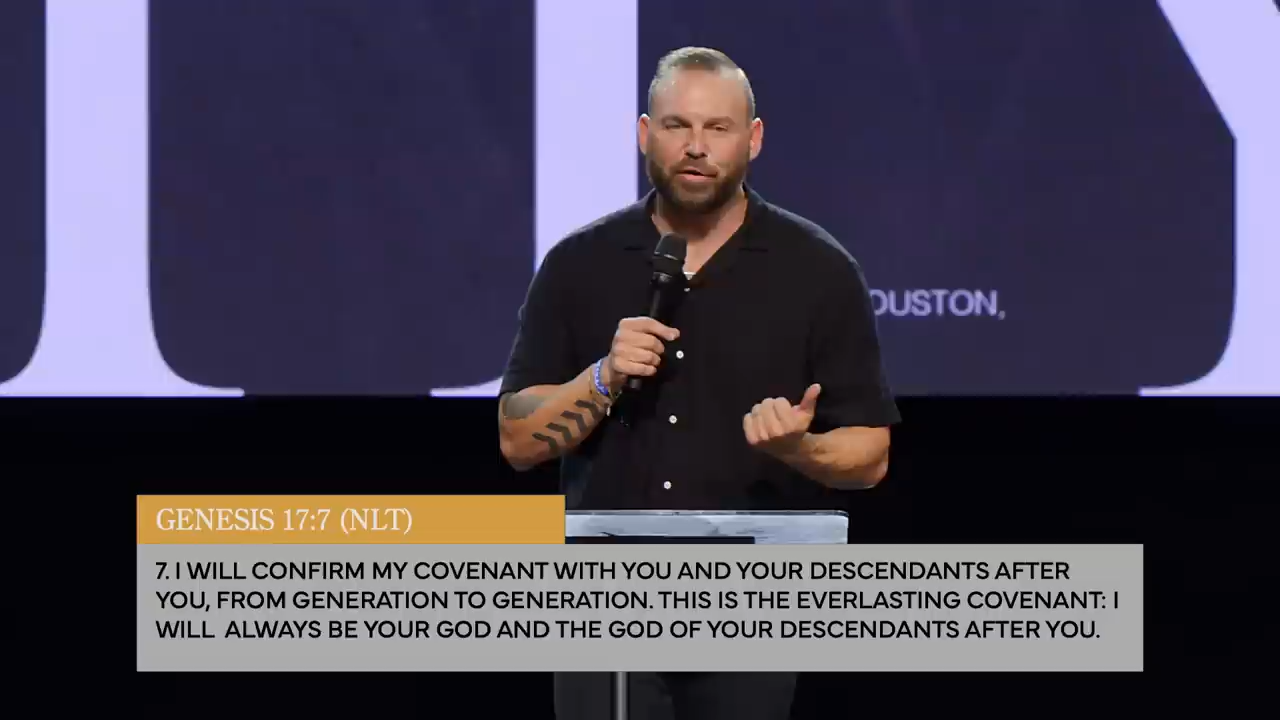 OUSTON,
GENESIS 17:7 (NLT)
7. I WILL CONFIRM MY COVENANT WITH YOU AND YOUR DESCENDANTS AFTER
YOU, FROM GENERATION TO GENERATION. THIS IS THE EVERLASTING COVENANT: I
WILL ALWAYS BE YOUR GOD AND THE GOD OF YOUR DESCENDANTS AFTER YOU.